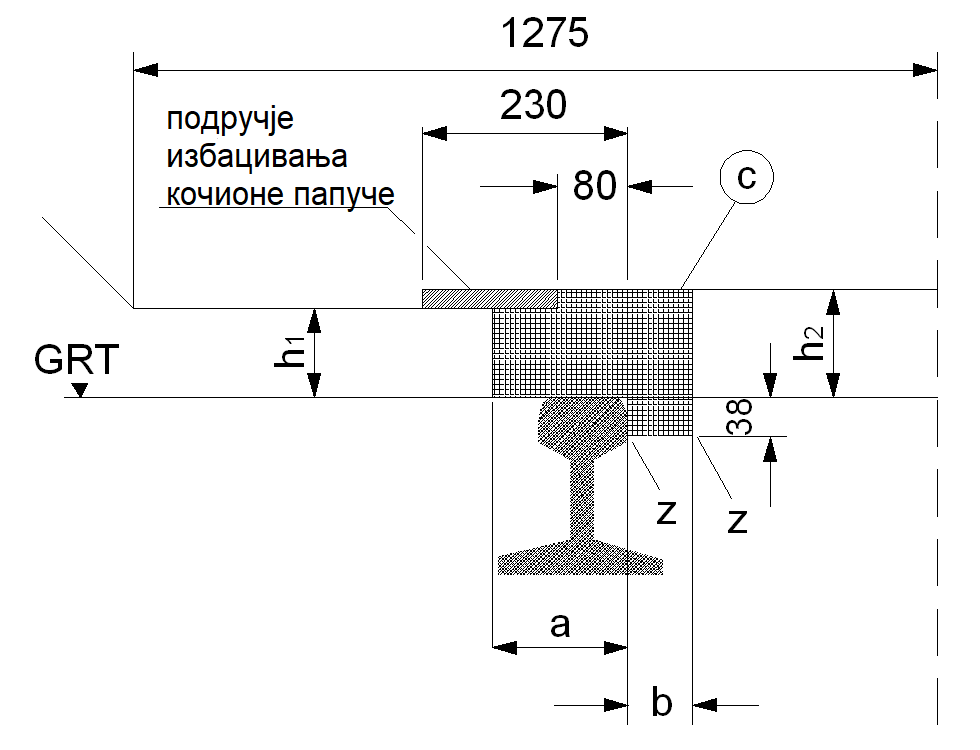 1275
230
подручје
избацивања
кочионе папуче
80
c
GRT
h1
h2
38
z
z
a
b